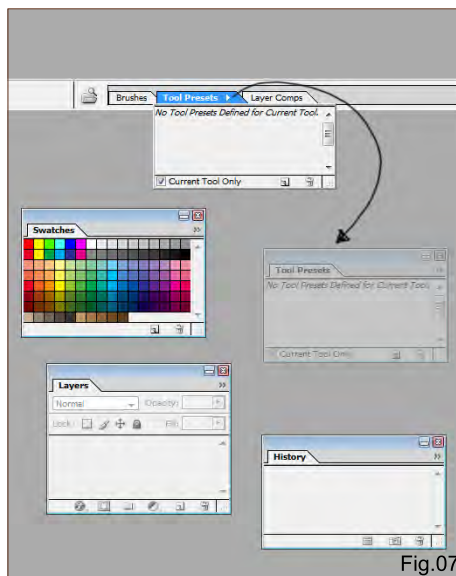 Brushes Tool Presets Layer Comps
No Tool Presets Defined for Current Tool.
Current Tool Only
Swatches
Tool Presets
No Tool Presets Defined for Current Tool.
Current Tool Only
Layers
Normal Opacity:
Lock: Fill:
History
Fig.07